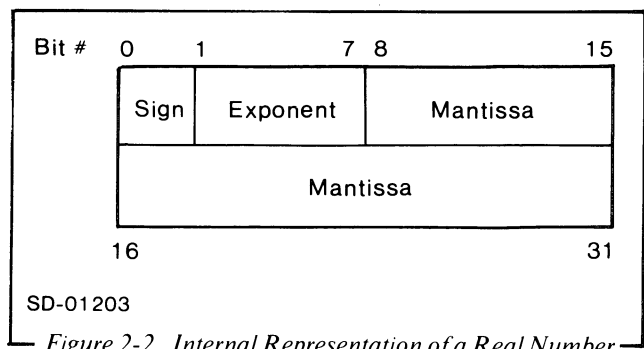 Bit # 0 1 7 8 15
Sign Exponent Mantissa
Mantissa
16 31
SD-01203
Figure 2-2. Internal Representation of a Real Number